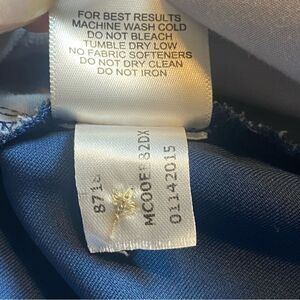 FOR BEST RESULTS
MACHINE WASH COLD
DO NOT BLEACH
TUMBLE DRY LOW
NO FABRIC SOFTENERS
DO NOT DRY CLEAN
DO NOT IRON
01142015